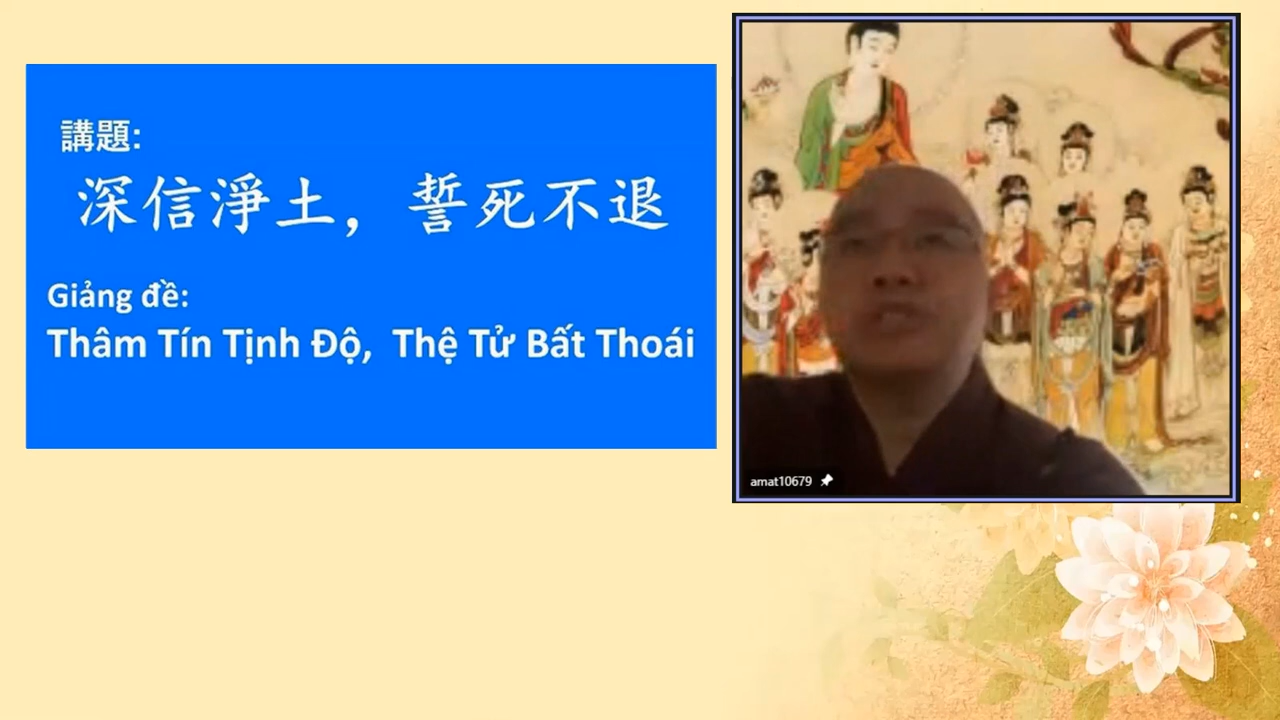 講題:
深信淨土，誓死不退
Giảng đề:
Thâm Tín Tịnh Độ, Thệ Tử Bất Thoái
amat10679